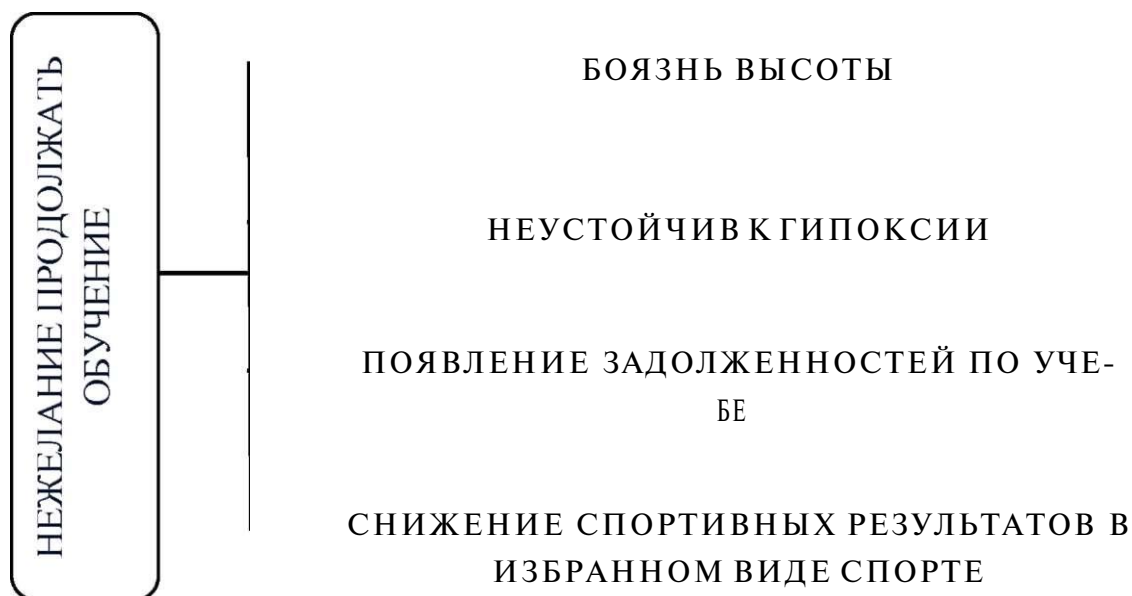 НЕЖЕЛАНИЕ ПРОДОЛЖАТЬ
ОБУЧЕНИЕ
БОЯЗНЬ ВЫСОТЫ
НЕУСТОЙЧИВ К ГИПОКСИИ
ПОЯВЛЕНИЕ ЗАДОЛЖЕННОСТЕЙ ПО УЧЕ-
БЕ
СНИЖЕНИЕ СПОРТИВНЫХ РЕЗУЛЬТАТОВ В
ИЗБРАННОМ ВИДЕ СПОРТЕ